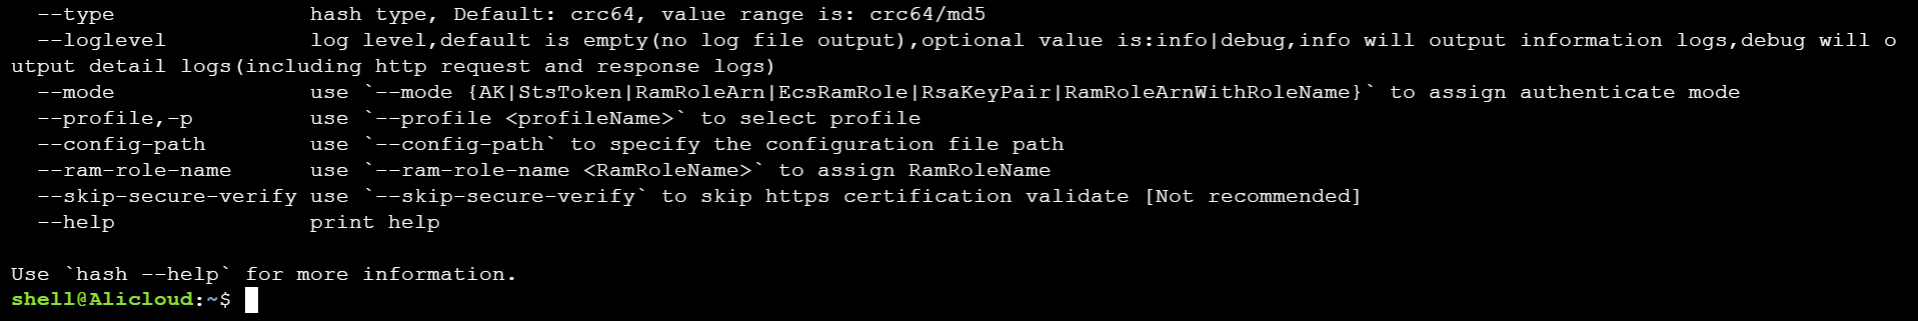 --type               hash type, Default: crc64, value range is: crc64/md5
--loglevel           log level,default is empty(no log file output),optional value is:info|debug,info will output information logs,debug will o
utput detail logs(including http request and response logs)
--mode               use `--mode {AK|StsToken|RamRoleArn|EcsRamRole|RsaKeyPair|RamRoleArnWithRoleName}` to assign authenticate mode
--profile,-p         use `--profile <profileName>` to select profile
--config-path        use `--config-path` to specify the configuration file path
--ram-role-name      use `--ram-role-name <RamRoleName>` to assign RamRoleName
--skip-secure-verify use `--skip-secure-verify` to skip https certification validate [Not recommended]
--help               print help
Use `hash --help` for more information.
shell@Alicloud:~$